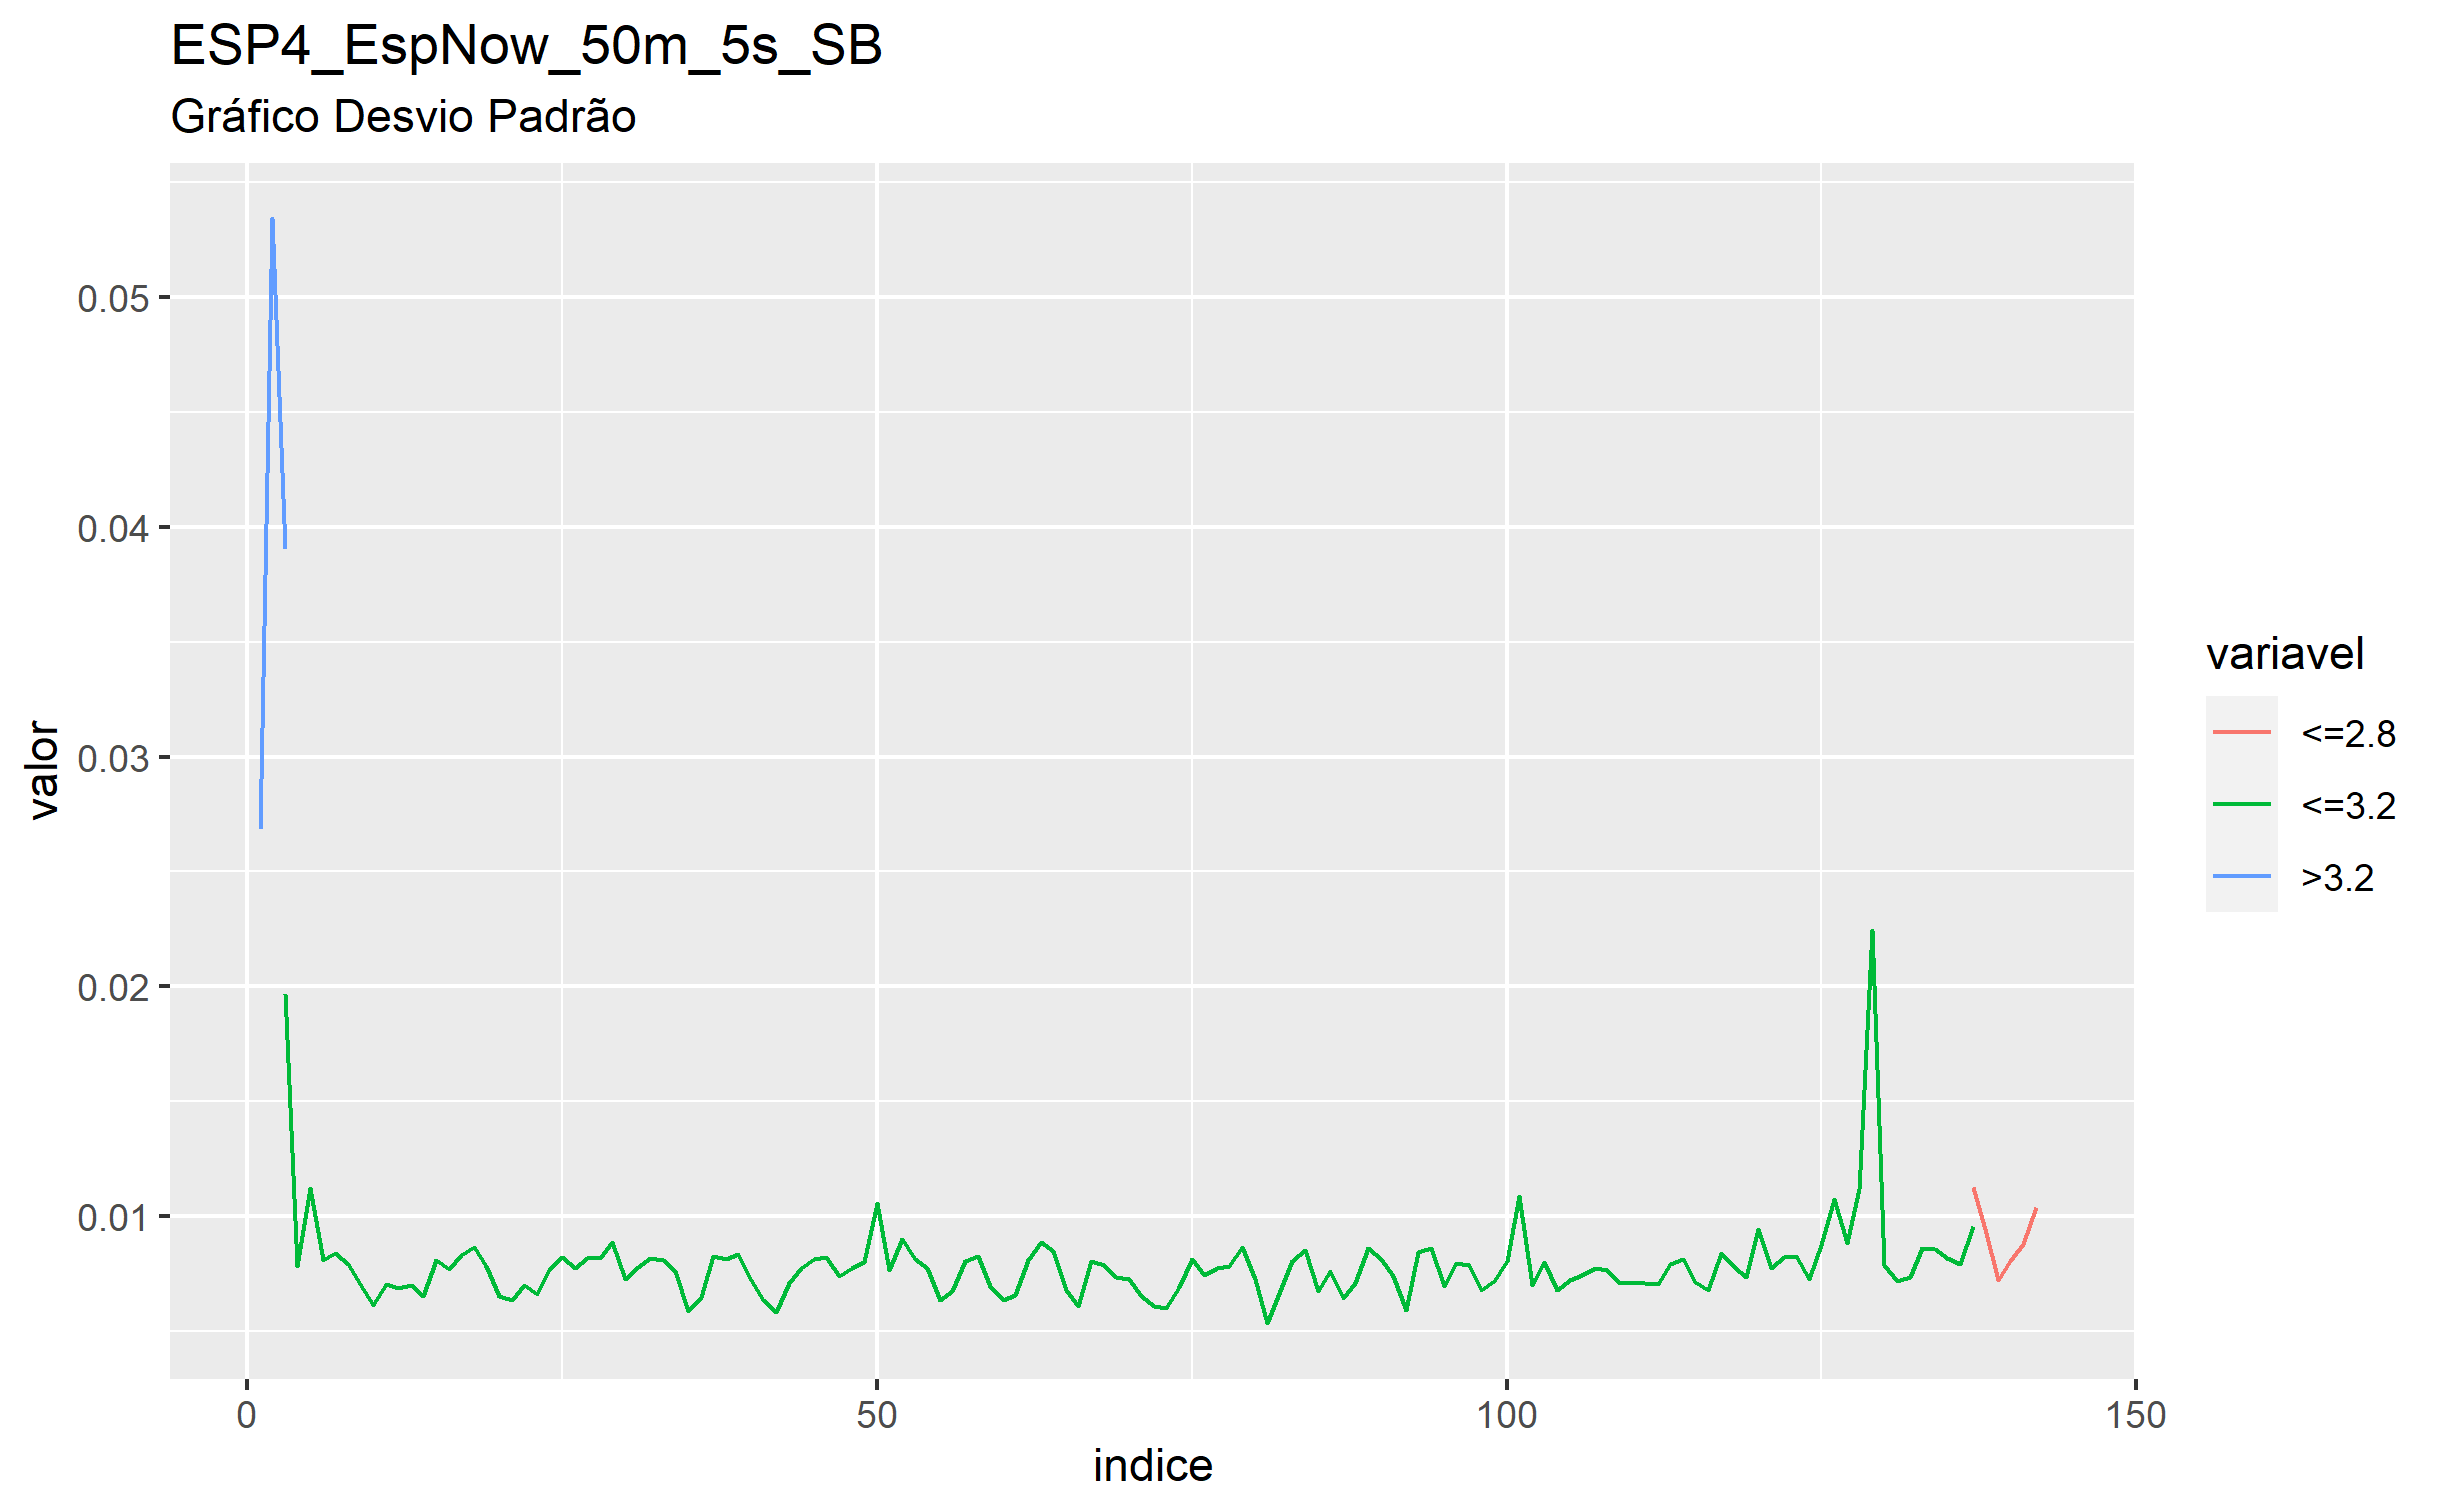 ESP4_EspNow_50m_5s_SB
Gráfico Desvio Padrão
valor
0.05
0.04
0.03
0.02
0.01
0
50
100
150
indice
variavel
<=2.8
<=3.2
>3.2